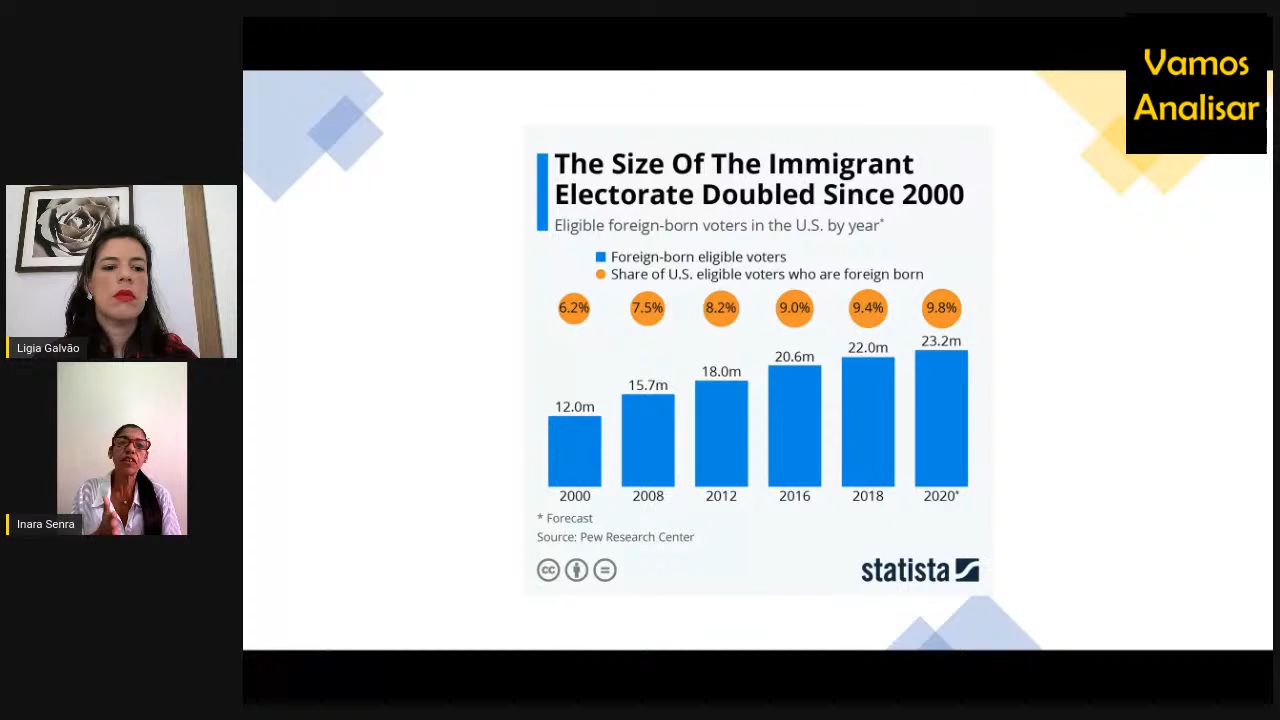 Vamos
Analisar
The Size Of The Immigrant
Electorate Doubled Since 2000
Eligible foreign-born voters in the U.S. by year*
Foreign-born eligible voters
Share of U.S. eligible voters who are foreign born
6.2% 7.5% 8.2% 9.0% 9.4% 9.8%
12.0m 15.7m 18.0m 20.6m 22.0m 23.2m
2000 2008 2012 2016 2018 2020*
* Forecast
Source: Pew Research Center
cc
statista
Ligia Galvão
Inara Senra